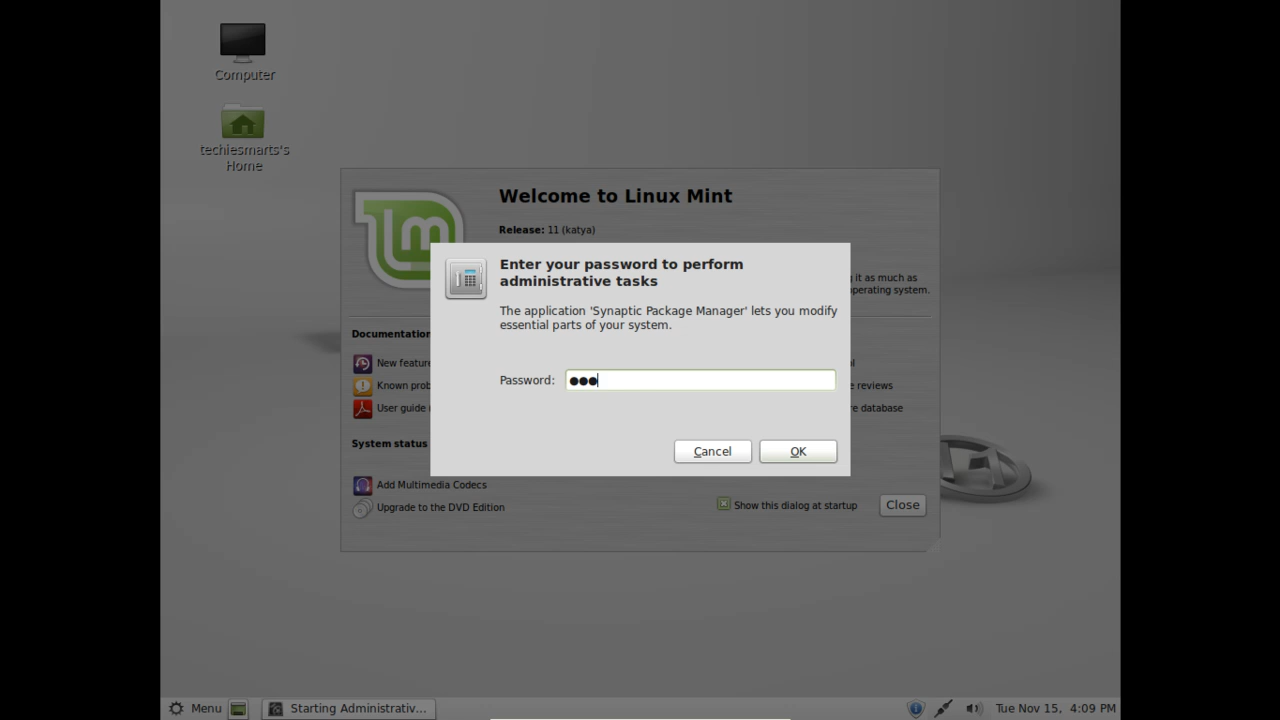 Computer
techiesmarts's
Home
Welcome to Linux Mint
Release: 11 (katya)
Enter your password to perform
administrative tasks
it as much as
operating system.
The application 'Synaptic Package Manager' lets you modify
essential parts of your system.
Documentation
New feature
Known prob
reviews
Password: ●●●
User guide
database
System status
Cancel
OK
Add Multimedia Codecs
Upgrade to the DVD Edition
Show this dialog at startup
Close
Menu
Starting Administrativ...
Tue Nov 15, 4:09 PM